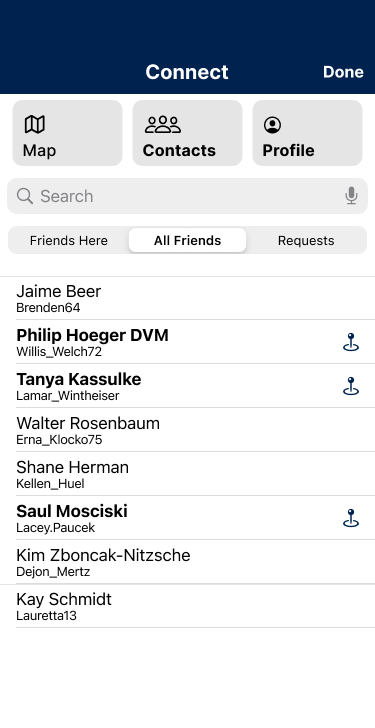 Connect
Done
Map
Contacts
Profile
Search
Friends Here
All Friends
Requests
Jaime Beer
Brenden64
Philip Hoeger DVM
Willis_Welch72
Tanya Kassulke
Lamar_Wintheiser
Walter Rosenbaum
Erna_Klocko75
Shane Herman
Kellen_Huel
Saul Mosciski
Lacey.Paucek
Kim Zboncak-Nitzsche
Dejon_Mertz
Kay Schmidt
Lauretta13